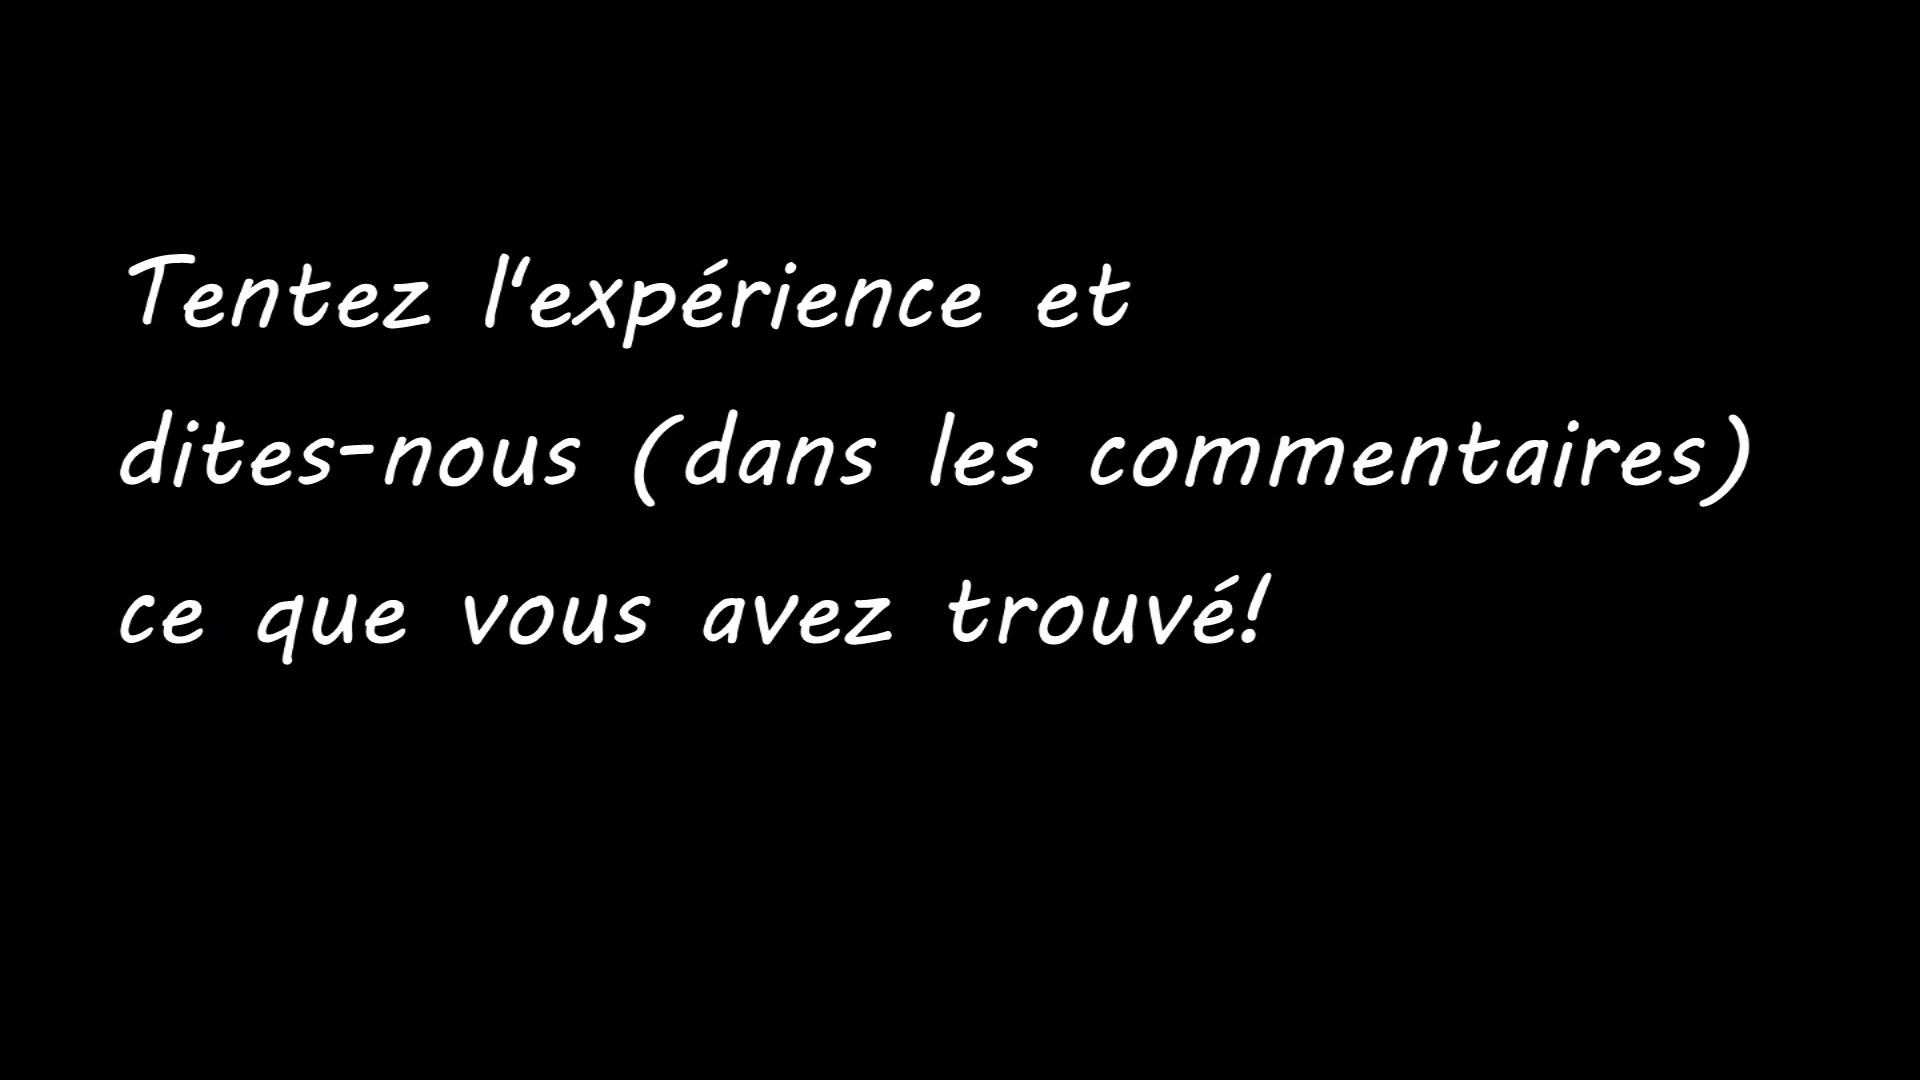 Tentez l'expérience et
dites-nous (dans les commentaires)
ce que vous avez trouvé!